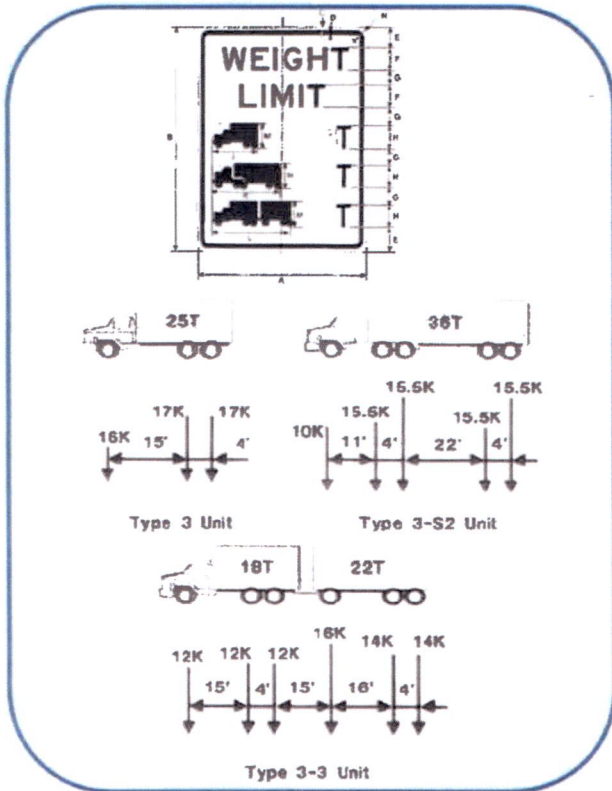 D N
E
WEIGHT
F
G
LIMIT
F
G
B
T
H
G
T
H
G
T
H
E
A
25T 36T
16K 17K 17K
15' 4'
10K 15.5K 15.5K 15.5K 15.5K
11' 4' 22' 4'
Type 3 Unit Type 3-S2 Unit
18T 22T
12K 12K 12K 16K 14K 14K
15' 4' 15' 16' 4'
Type 3-3 Unit